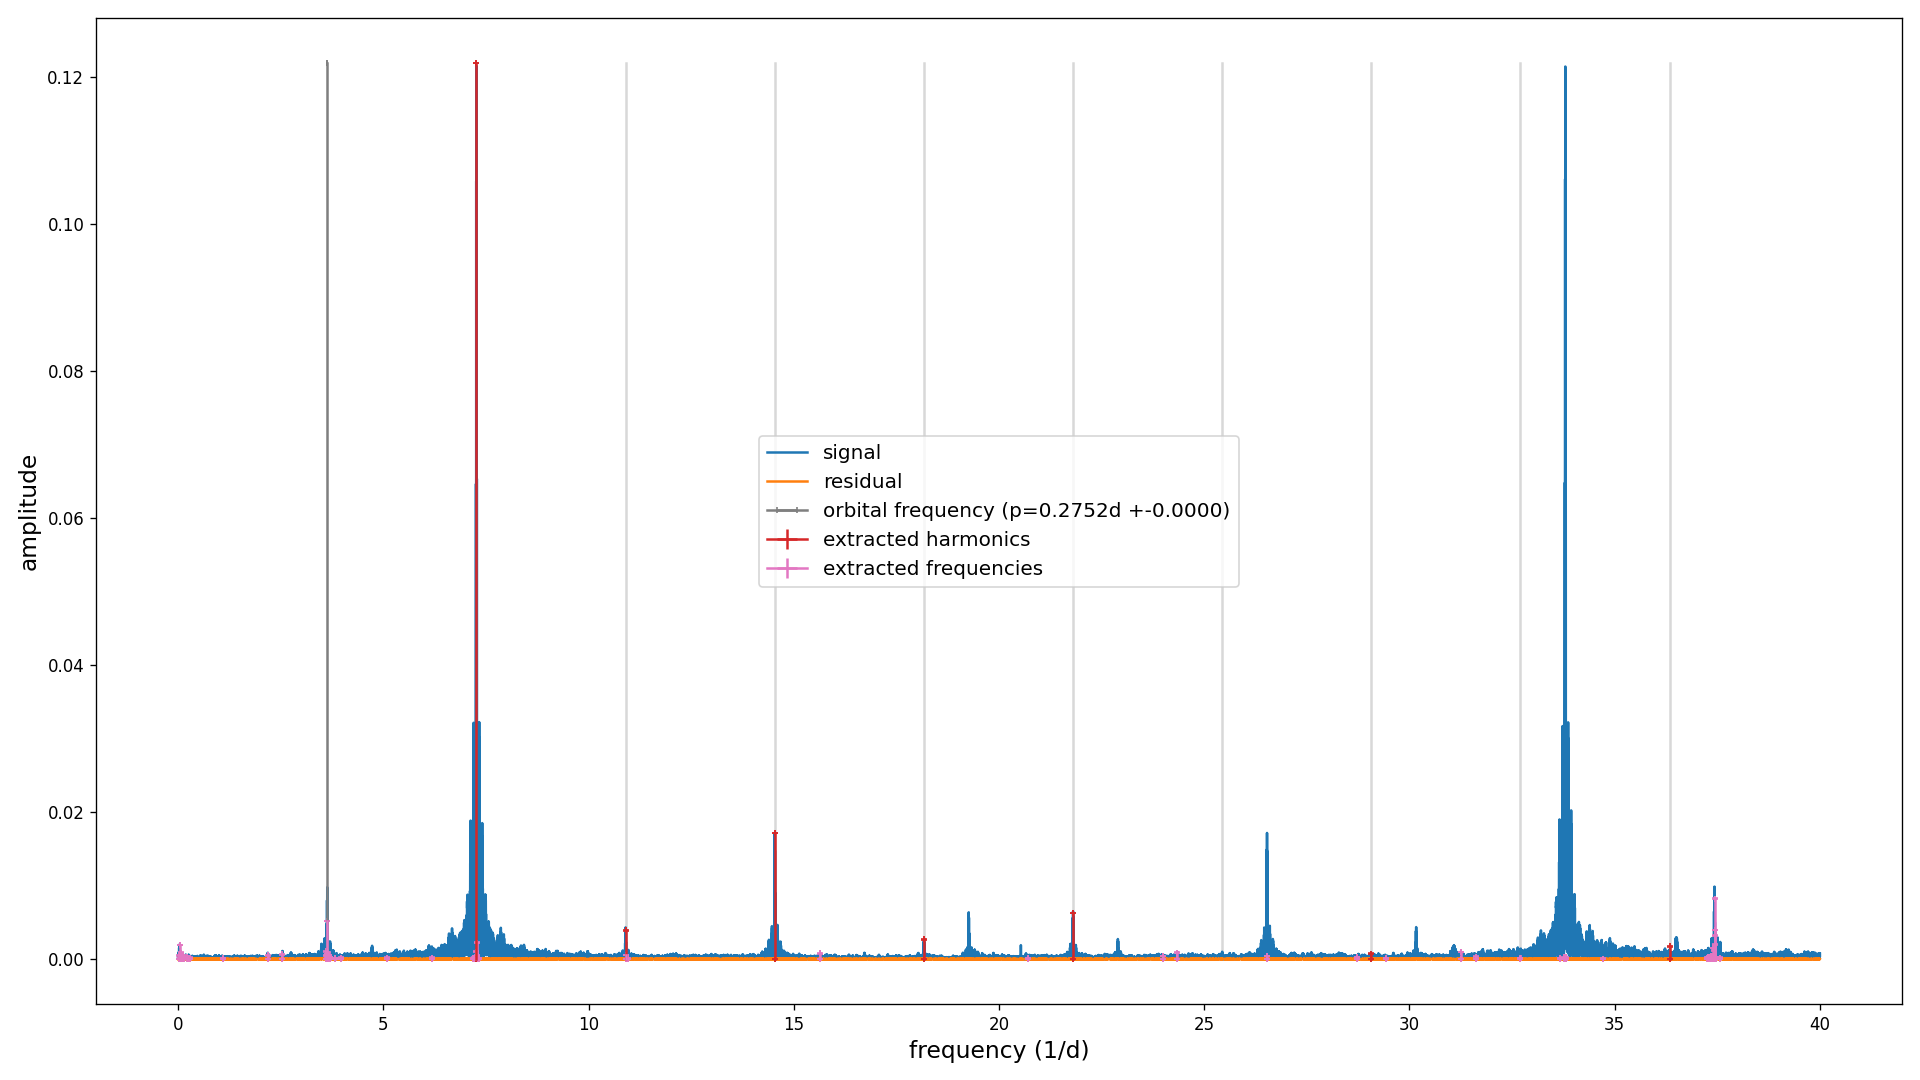 0.12
0.10
0.08
0.06
0.04
0.02
0.00
amplitude
signal
residual
orbital frequency (p=0.2752d +-0.0000)
extracted harmonics
extracted frequencies
0 5 10 15 20 25 30 35 40
frequency (1/d)